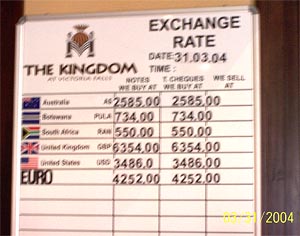 EXCHANGE
RATE
DATE: 31.03.04
TIME :
THE KINGDOM
AT VICTORIA FALLS
NOTES WE BUY AT T. CHEQUES WE BUY AT WE SELL AT
Australia A$ 2585,00 2585,00
Botswana PULA 734,00 734,00
South Africa RAN 550,00 550,00
United Kingdom GBP 6354,00 6354,00
United States USD 3486,0 3486,00
EURO 4252,00 4252,00
03/31/2004